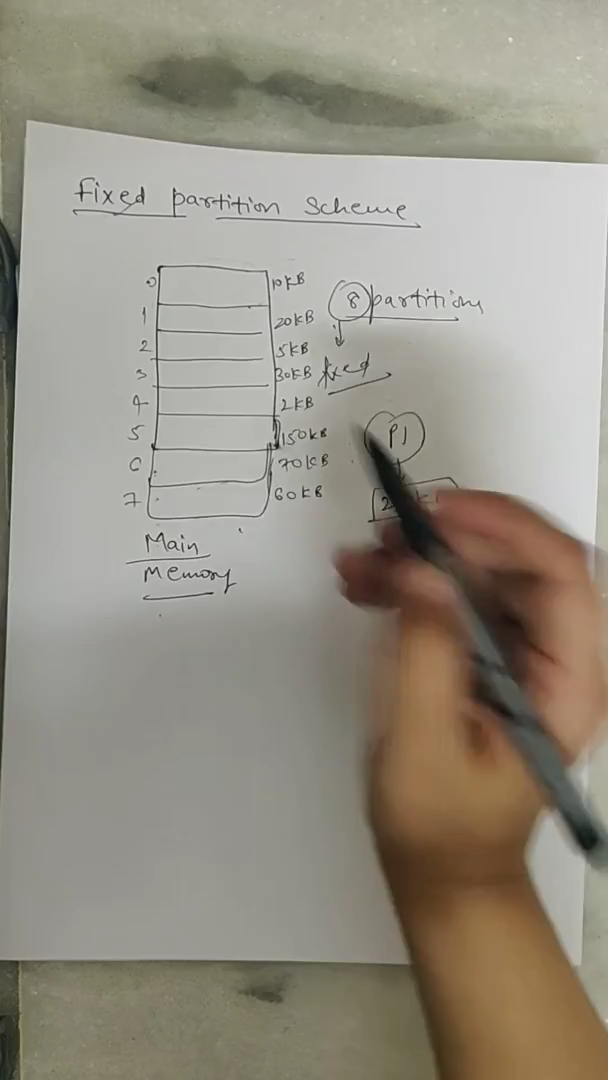 Fixed partition Scheme
0 10KB
8 partitions
1 20KB
2 5KB
3 30KB fixed
4 2KB
5 150KB P1
6 70KB
7 60KB
Main
Memory